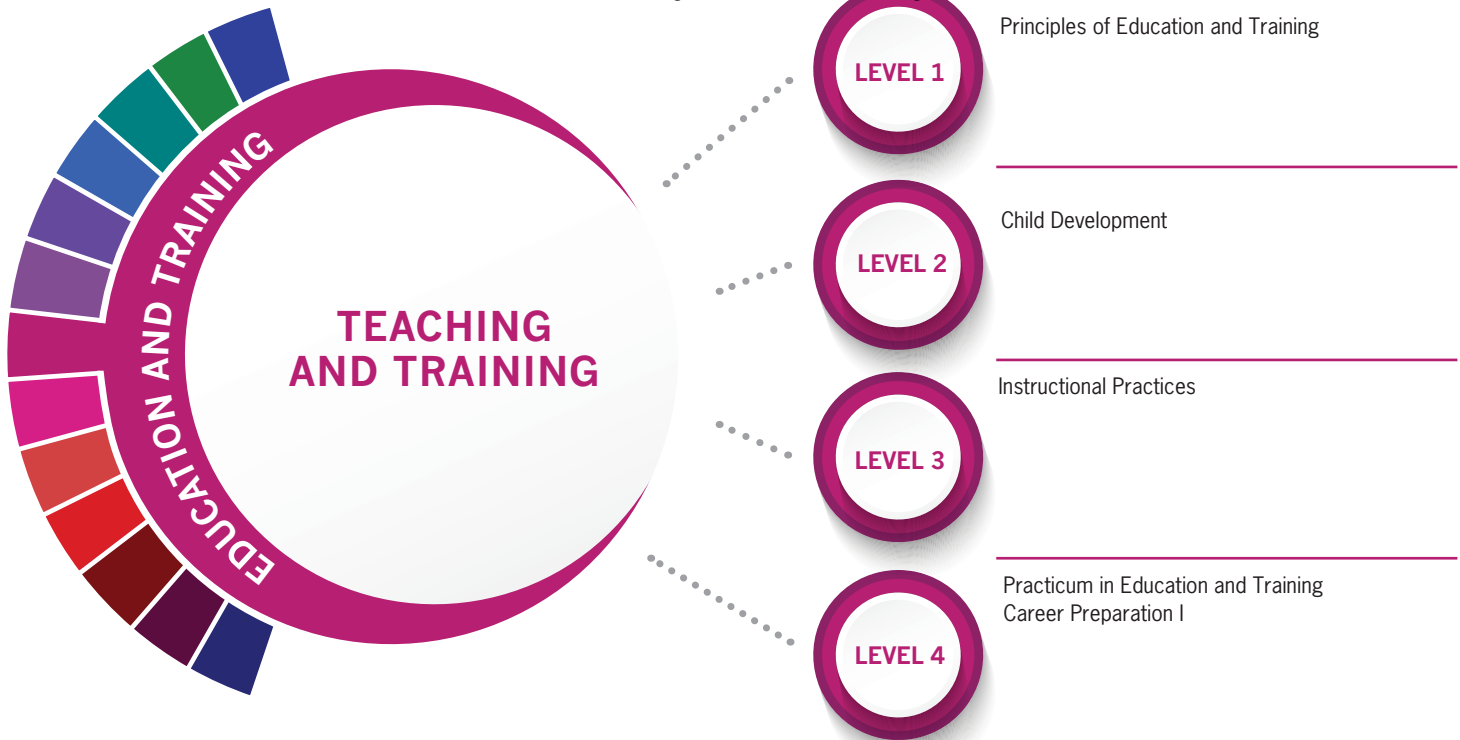 EDUCATION AND TRAINING
TEACHING
AND TRAINING
LEVEL 1
Principles of Education and Training
LEVEL 2
Child Development
LEVEL 3
Instructional Practices
LEVEL 4
Practicum in Education and Training
Career Preparation I